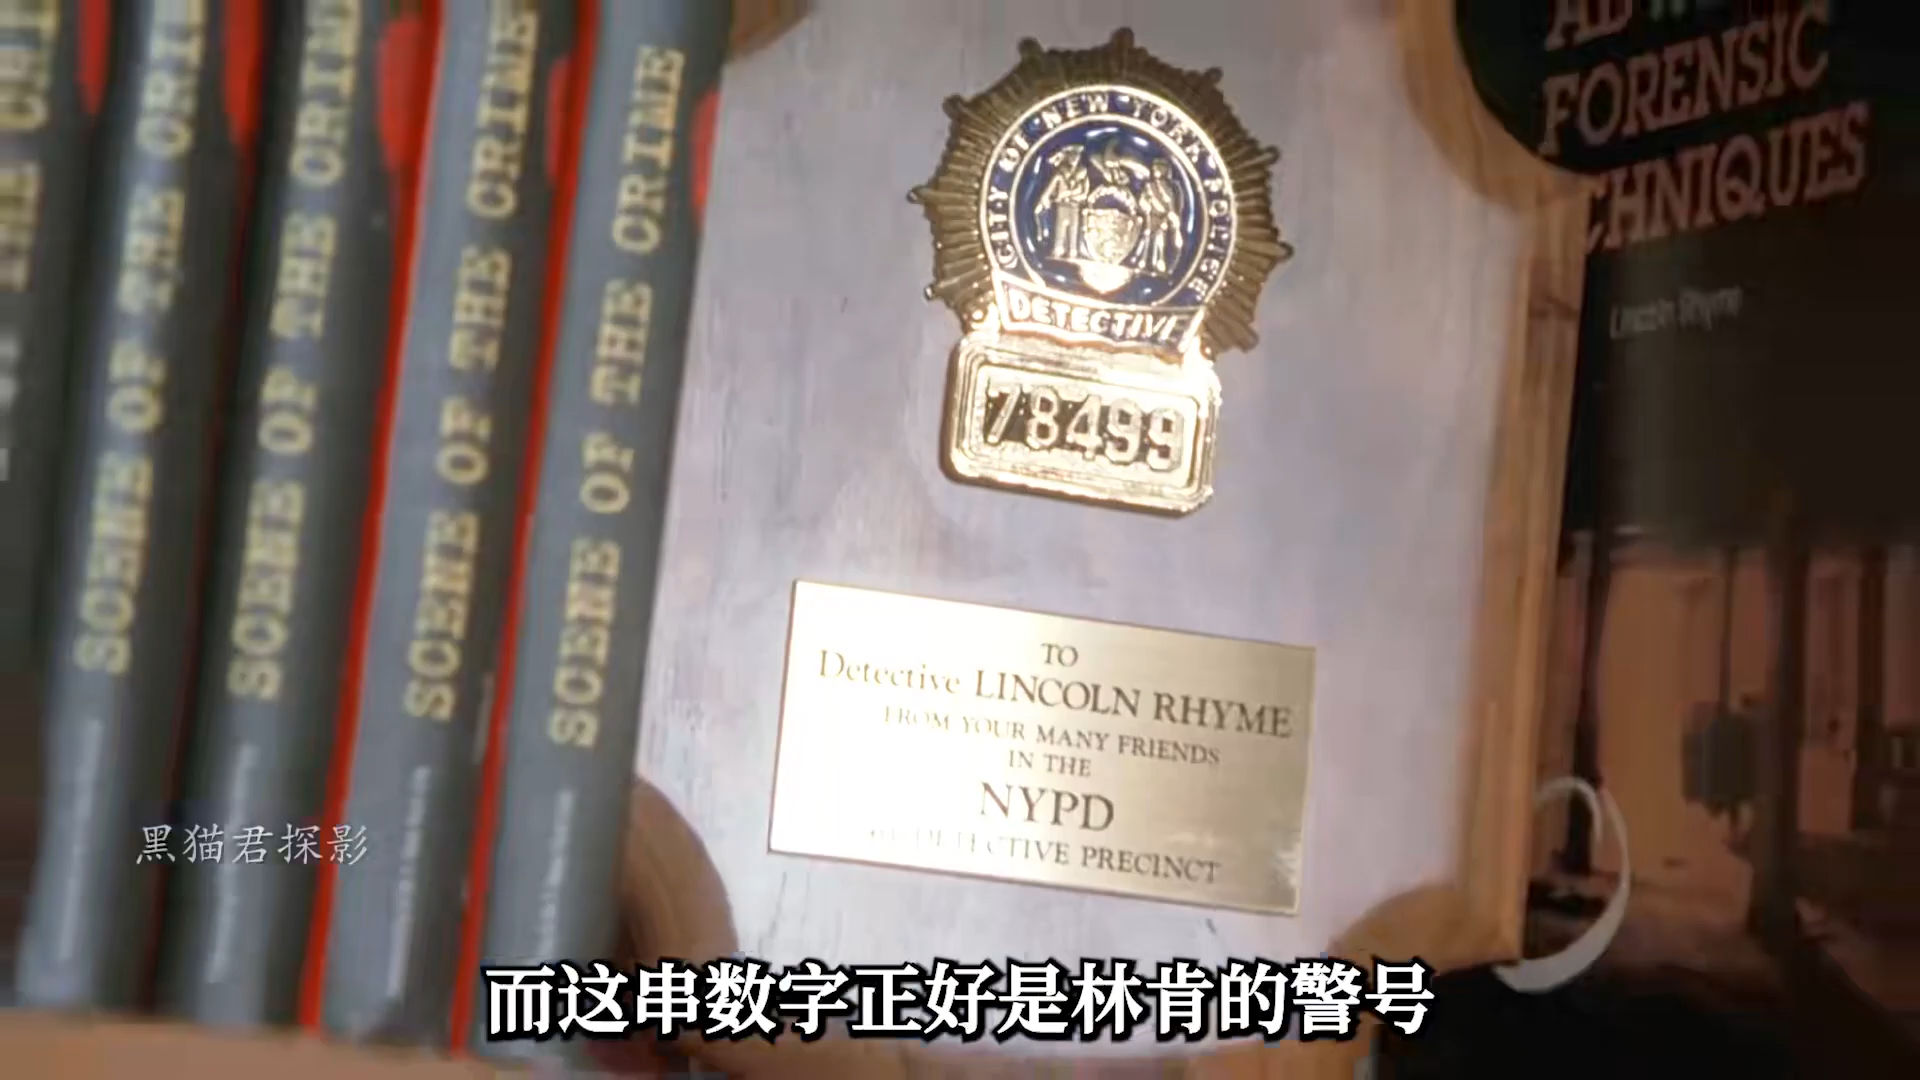 SCENE OF THE CRIME
SCENE OF THE CRIME
SCENE OF THE CRIME
SCENE OF THE CRIME
CITY OF NEW YORK POLICE
DETECTIVE
78499
TO
Detective LINCOLN RHYME
FROM YOUR MANY FRIENDS
IN THE
NYPD
DETECTIVE PRECINCT
FORENSIC
CHNIQUES
Lincoln Rhyme
黑猫君探影
而这串数字正好是林肯的警号